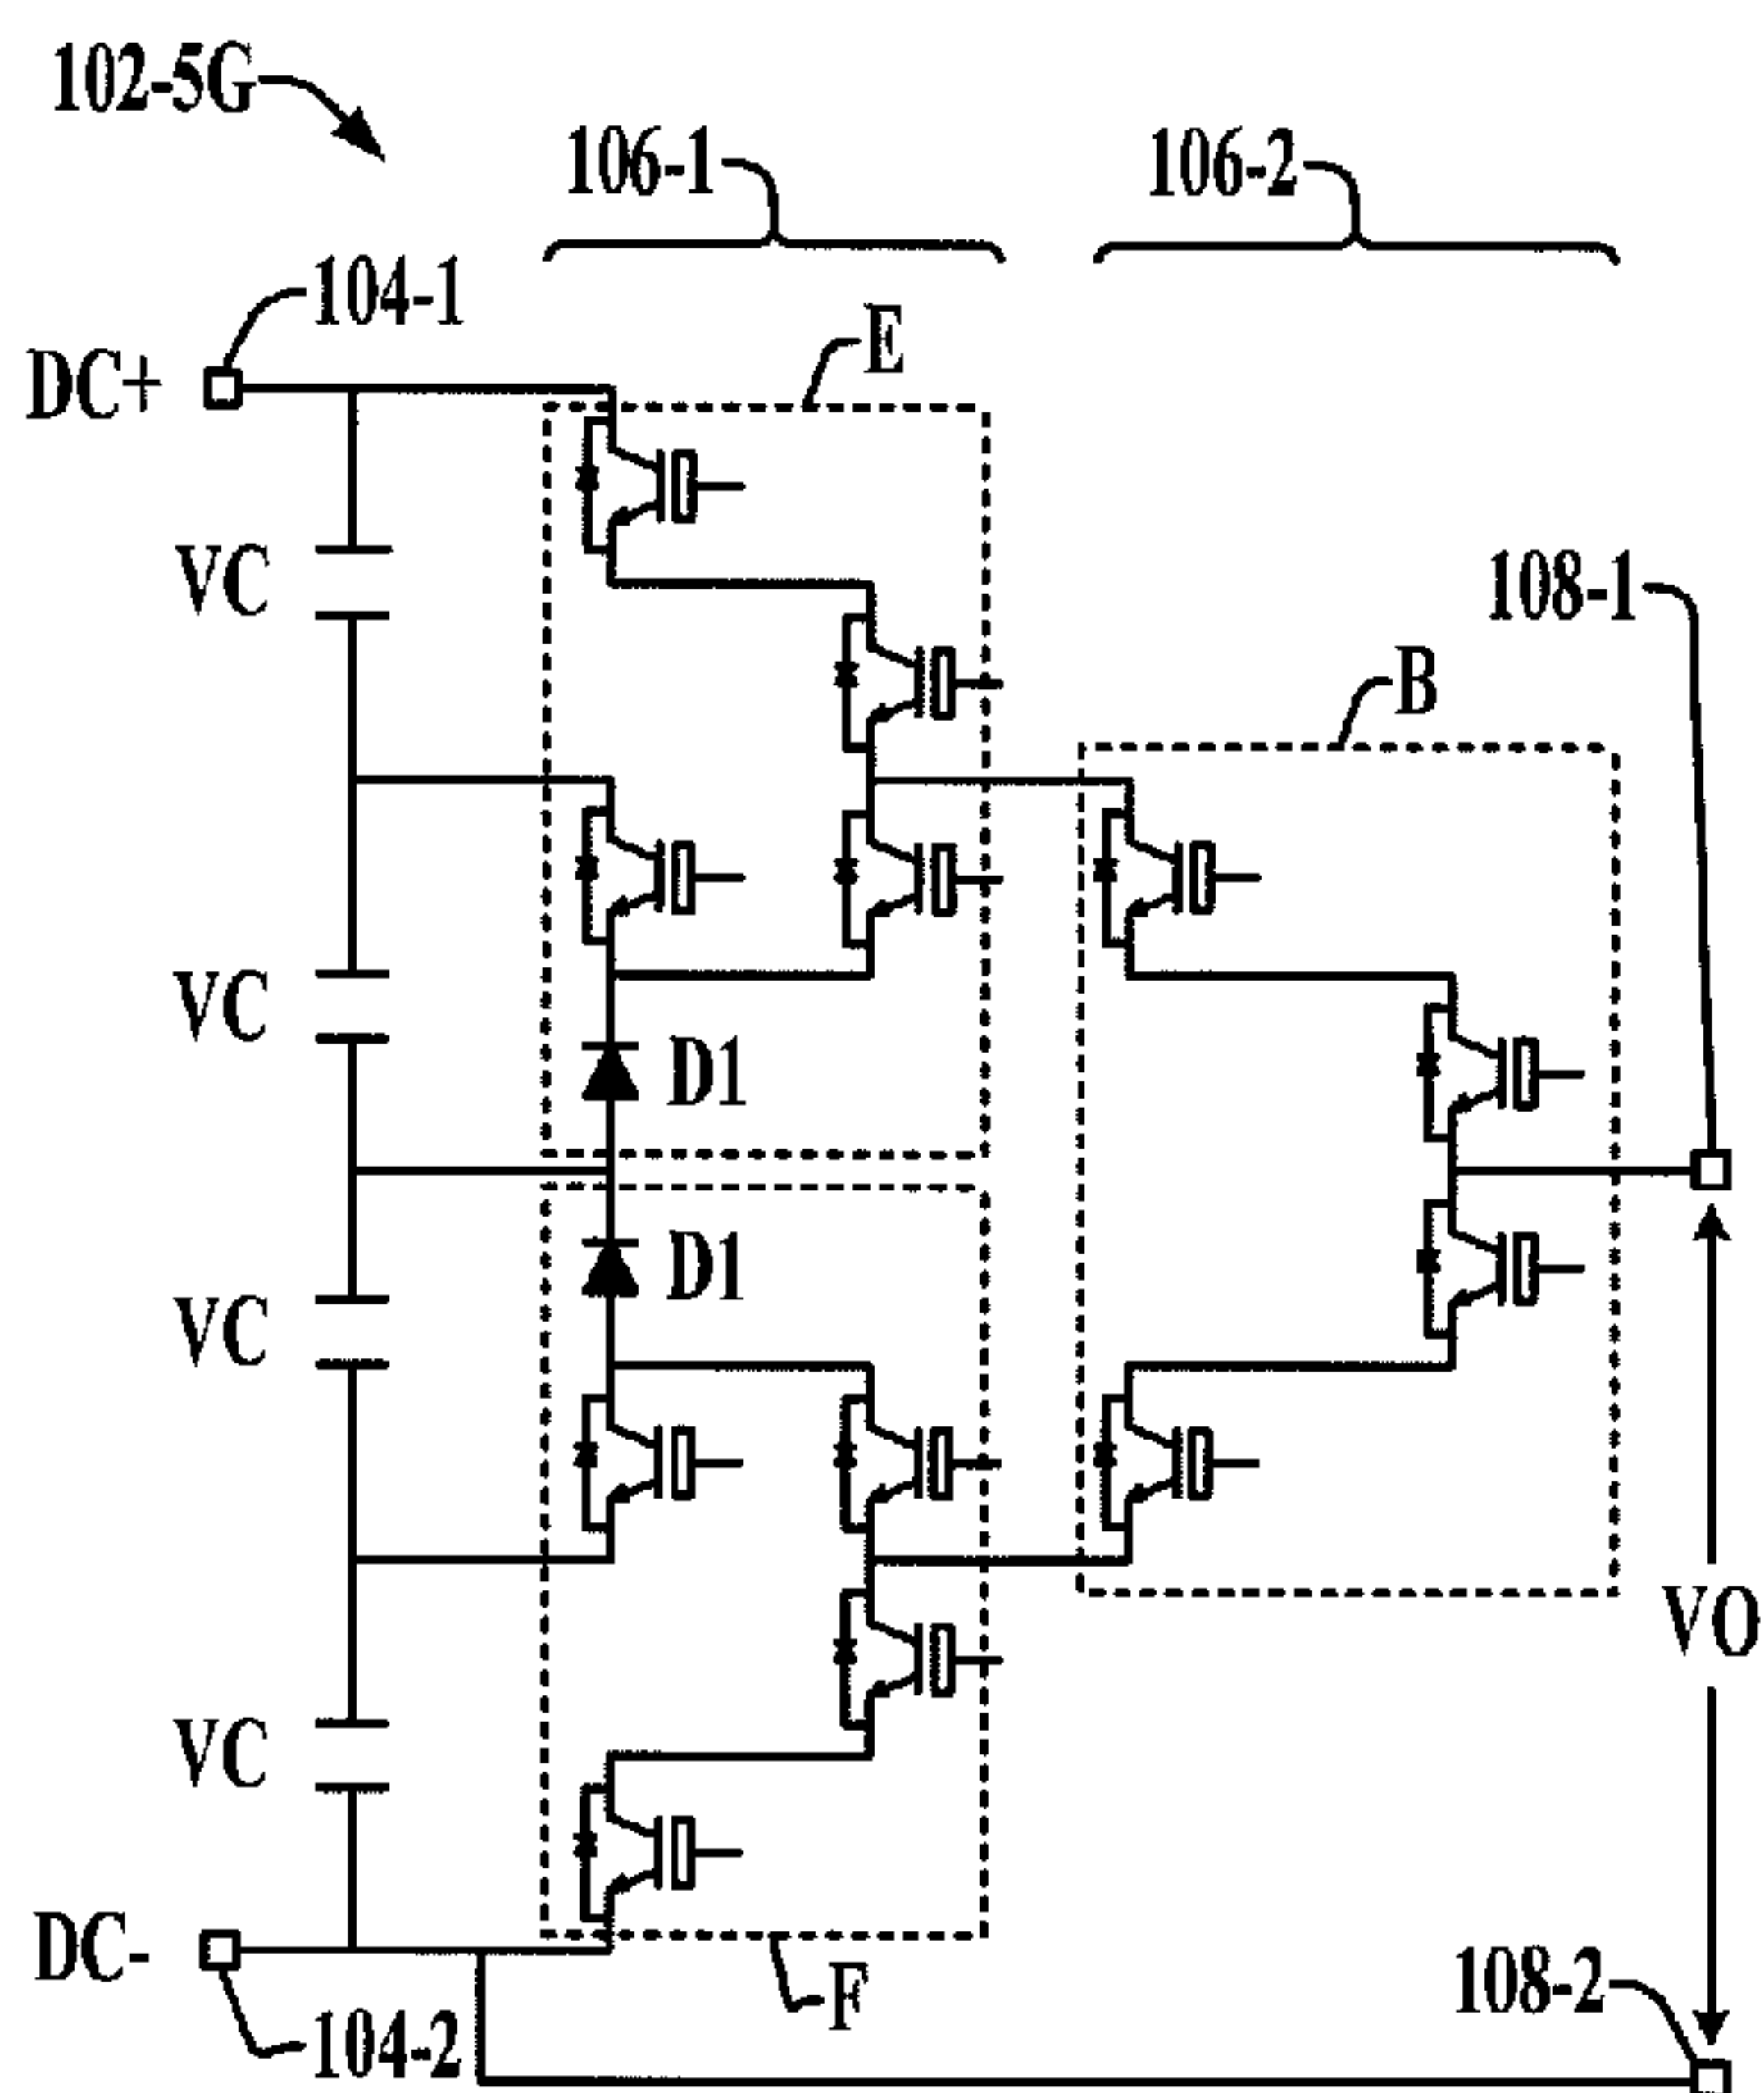 102-5G
106-1
106-2
104-1
E
DC+
VC
108-1
B
VC
D1
D1
VC
VO
VC
DC-
F
108-2
104-2